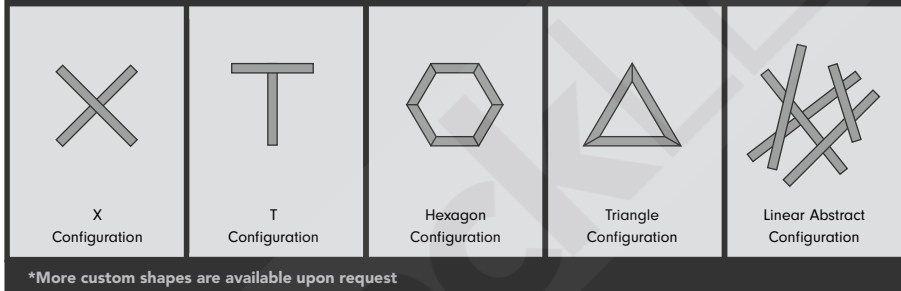 X
Configuration
T
Configuration
Hexagon
Configuration
Triangle
Configuration
Linear Abstract
Configuration
*More custom shapes are available upon request